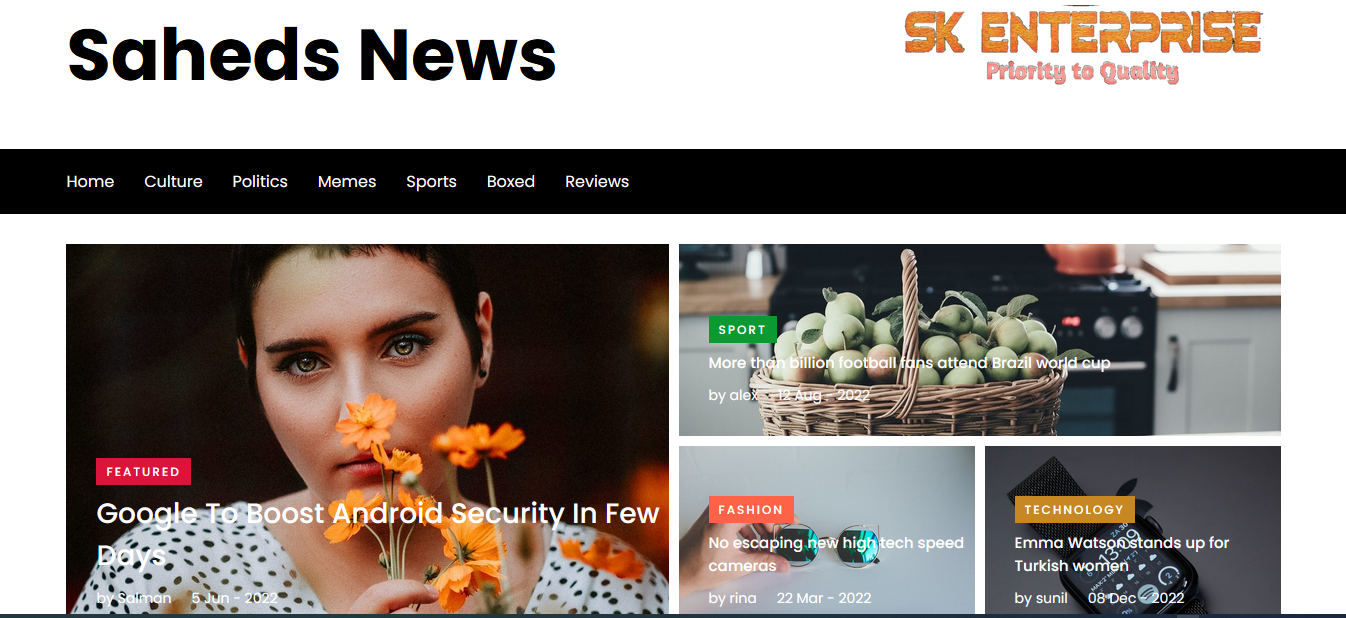 Saheds News
SK ENTERPRISE
Priority to Quality
Home Culture Politics Memes Sports Boxed Reviews
FEATURED
Google To Boost Android Security In Few
Days
by Salman 5 Jun - 2022
SPORT
More than billion football fans attend Brazil world cup
by alex 12 Aug - 2022
FASHION
No escaping new high tech speed
cameras
by rina 22 Mar - 2022
TECHNOLOGY
Emma Watson stands up for
Turkish women
by sunil 08 Dec - 2022